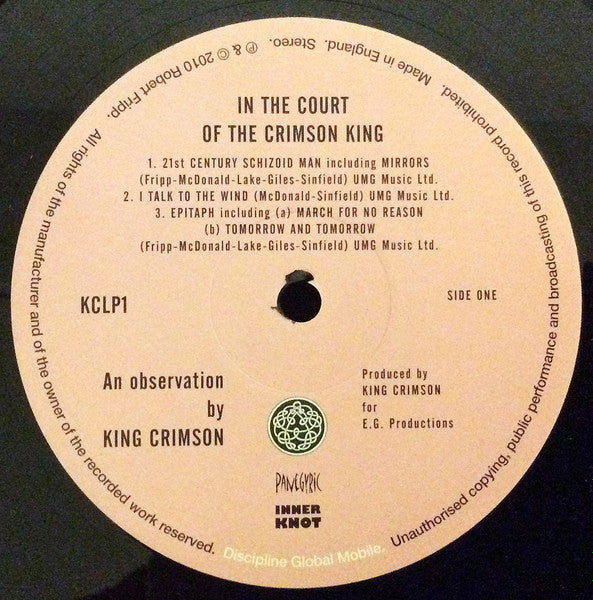 IN THE COURT
OF THE CRIMSON KING
1. 21st CENTURY SCHIZOID MAN including MIRRORS
(Fripp-McDonald-Lake-Giles-Sinfield) UMG Music Ltd.
2. I TALK TO THE WIND (McDonald-Sinfield) UMG Music Ltd.
3. EPITAPH including (a) MARCH FOR NO REASON
(b) TOMORROW AND TOMORROW
(Fripp-McDonald-Lake-Giles-Sinfield) UMG Music Ltd.
KCLP1
SIDE ONE
An observation
by
KING CRIMSON
Produced by
KING CRIMSON
for
E.G. Productions
PANEGYRIC
INNER
KNOT
Discipline Global Mobile.
All rights of the manufacturer and of the owner of the recorded work reserved.
Unauthorised copying, public performance and broadcasting of this record prohibited.
Made in England. Stereo. ℗ & © 2010 Robert Fripp.